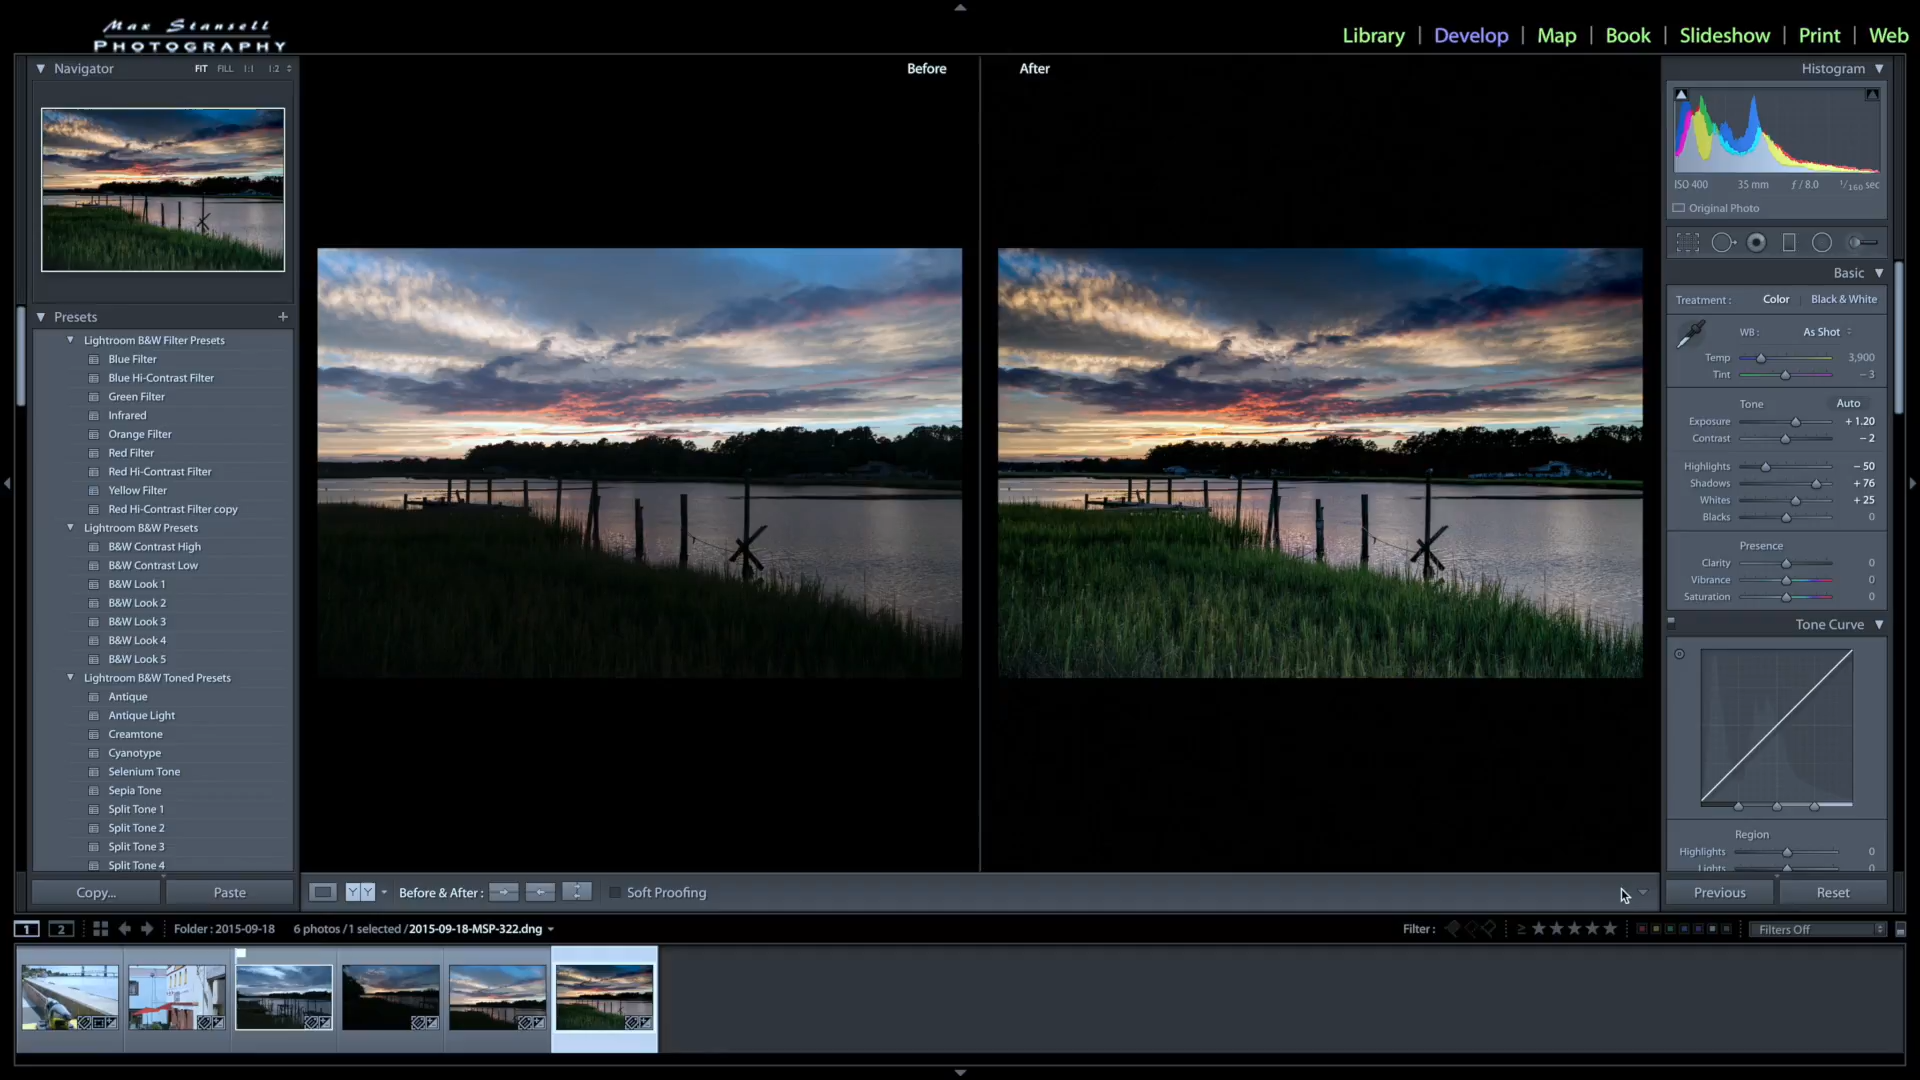 Max Stansell
PHOTOGRAPHY
Library | Develop | Map | Book | Slideshow | Print | Web
Navigator FIT FILL 1:1 1:2
Before
After
Histogram
ISO 400 35 mm ƒ / 8.0 1/160 sec
Original Photo
Basic
Treatment : Color Black & White
WB : As Shot
Temp 3,900
Tint – 3
Tone Auto
Exposure + 1.20
Contrast – 2
Highlights – 50
Shadows + 76
Whites + 25
Blacks 0
Presence
Clarity 0
Vibrance 0
Saturation 0
Tone Curve
Region
Highlights 0
Lights 0
Previous Reset
Presets +
Lightroom B&W Filter Presets
Blue Filter
Blue Hi-Contrast Filter
Green Filter
Infrared
Orange Filter
Red Filter
Red Hi-Contrast Filter
Yellow Filter
Red Hi-Contrast Filter copy
Lightroom B&W Presets
B&W Contrast High
B&W Contrast Low
B&W Look 1
B&W Look 2
B&W Look 3
B&W Look 4
B&W Look 5
Lightroom B&W Toned Presets
Antique
Antique Light
Creamtone
Cyanotype
Selenium Tone
Sepia Tone
Split Tone 1
Split Tone 2
Split Tone 3
Split Tone 4
Copy... Paste
Y Y Before & After : Soft Proofing
1 2 Folder : 2015-09-18 6 photos / 1 selected / 2015-09-18-MSP-322.dng Filter : ≥ Filters Off